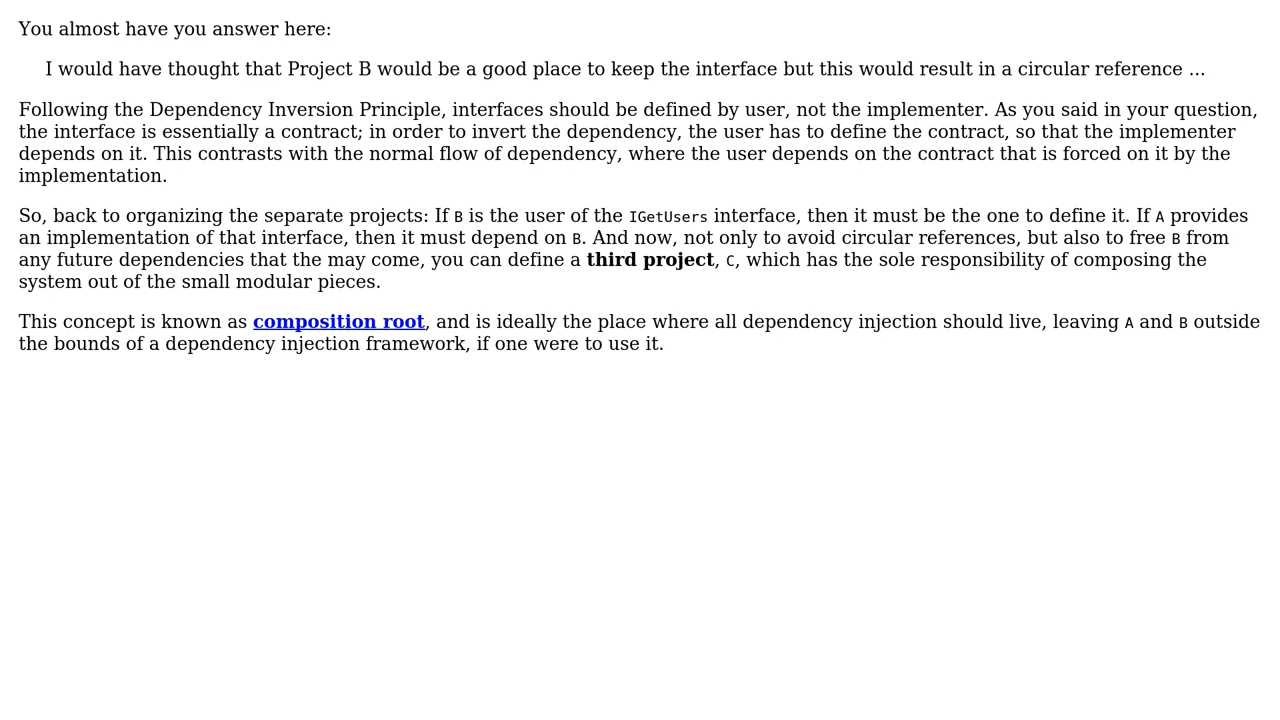 You almost have you answer here:
I would have thought that Project B would be a good place to keep the interface but this would result in a circular reference ...
Following the Dependency Inversion Principle, interfaces should be defined by user, not the implementer. As you said in your question,
the interface is essentially a contract; in order to invert the dependency, the user has to define the contract, so that the implementer
depends on it. This contrasts with the normal flow of dependency, where the user depends on the contract that is forced on it by the
implementation.
So, back to organizing the separate projects: If B is the user of the IGetUsers interface, then it must be the one to define it. If A provides
an implementation of that interface, then it must depend on B. And now, not only to avoid circular references, but also to free B from
any future dependencies that the may come, you can define a third project, C, which has the sole responsibility of composing the
system out of the small modular pieces.
This concept is known as composition root, and is ideally the place where all dependency injection should live, leaving A and B outside
the bounds of a dependency injection framework, if one were to use it.